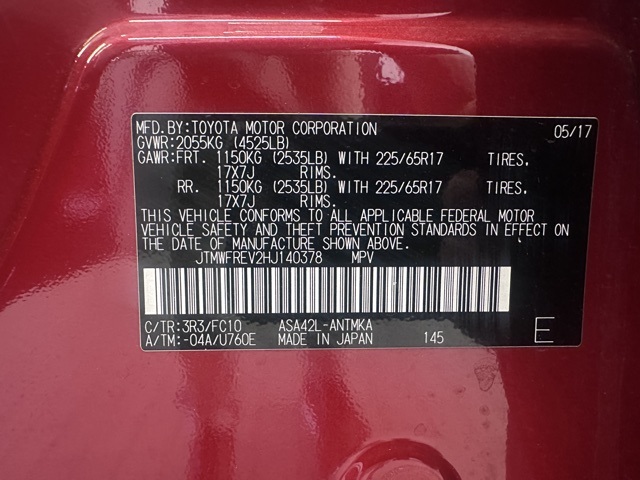 MFD.BY:TOYOTA MOTOR CORPORATION 05/17
GVWR:2055KG (4525LB)
GAWR:FRT. 1150KG (2535LB) WITH 225/65R17 TIRES,
17X7J RIMS.
RR. 1150KG (2535LB) WITH 225/65R17 TIRES,
17X7J RIMS.
THIS VEHICLE CONFORMS TO ALL APPLICABLE FEDERAL MOTOR
VEHICLE SAFETY AND THEFT PREVENTION STANDARDS IN EFFECT
ON THE DATE OF MANUFACTURE SHOWN ABOVE.
JTMWFREV2HJ140378 MPV
C/TR:3R3/FC10 ASA42L-ANTMKA
A/TM:-04A/U760E MADE IN JAPAN 145 E